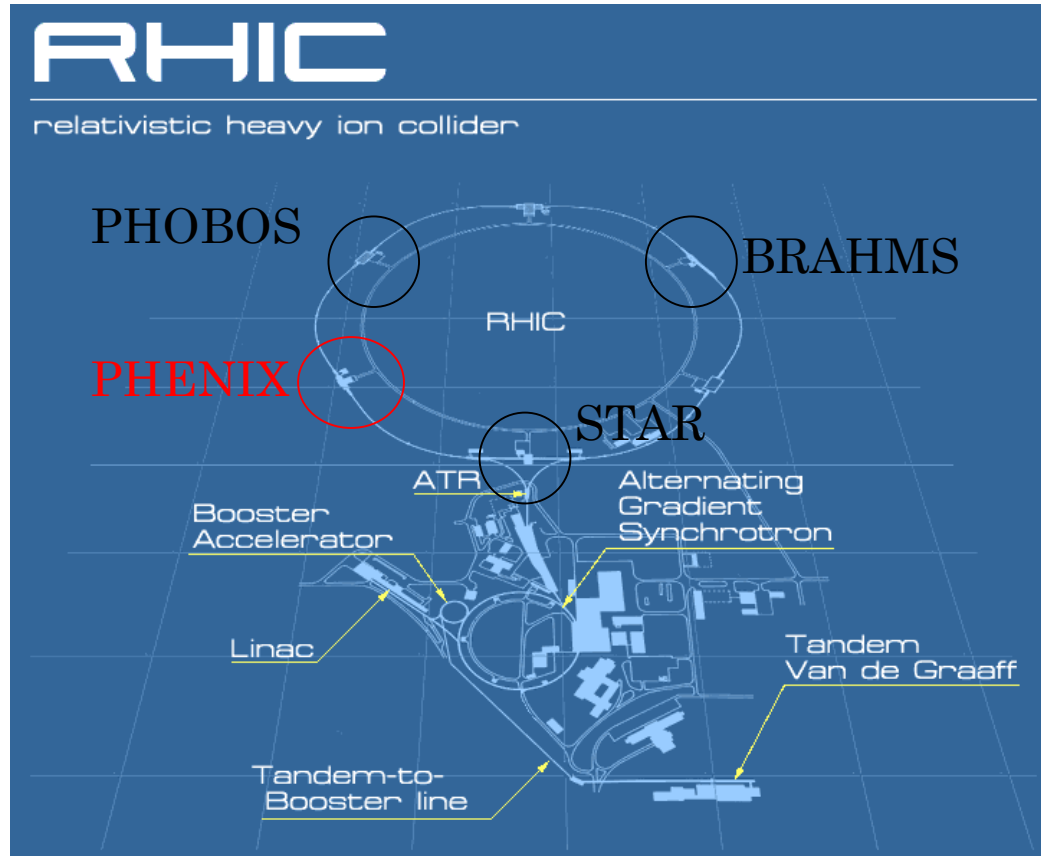 RHIC
relativistic heavy ion collider
PHOBOS
BRAHMS
RHIC
PHENIX
STAR
ATR
Alternating
Gradient
Synchrotron
Booster
Accelerator
Linac
Tandem
Van de Graaff
Tandem-to-
Booster line